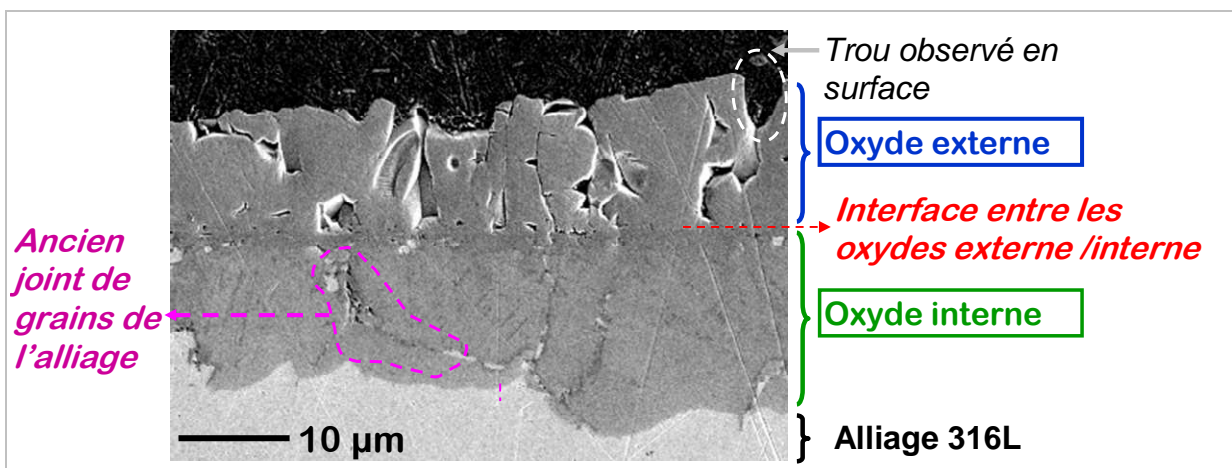 Trou observé en
surface
Oxyde externe
Interface entre les
oxydes externe /interne
Ancien
joint de
grains de
l'alliage
Oxyde interne
10 µm
Alliage 316L